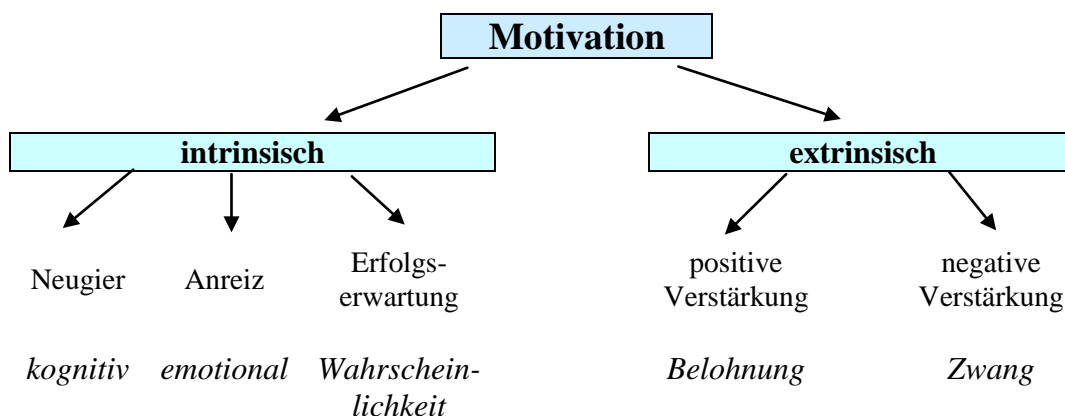 Motivation
intrinsisch
extrinsisch
Neugier
Anreiz
Erfolgs-
erwartung
positive
Verstärkung
negative
Verstärkung
kognitiv
emotional
Wahrschein-
lichkeit
Belohnung
Zwang